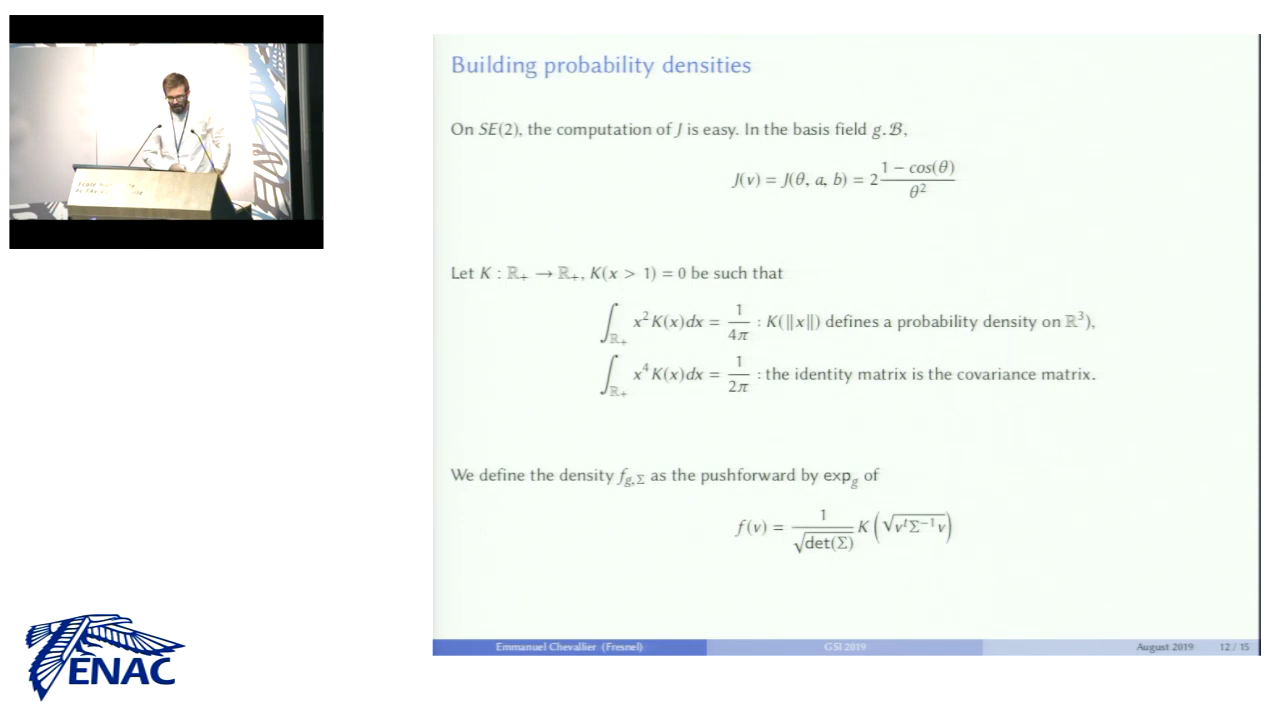 Building probability densities
On SE(2), the computation of J is easy. In the basis field g.ℬ,
J(v) = J(θ, a, b) = 2 (1 − cos(θ)) / θ²
Let K : ℝ₊ → ℝ₊, K(x > 1) = 0 be such that
∫_ℝ₊ x²K(x)dx = 1/4π : K(‖x‖) defines a probability density on ℝ³),
∫_ℝ₊ x⁴K(x)dx = 1/2π : the identity matrix is the covariance matrix.
We define the density f_g,Σ as the pushforward by exp_g of
f(v) = 1/√det(Σ) K(√vᵗΣ⁻¹v)
Emmanuel Chevallier (Fresnel) GSI 2019 August 2019 12 / 15
ENAC